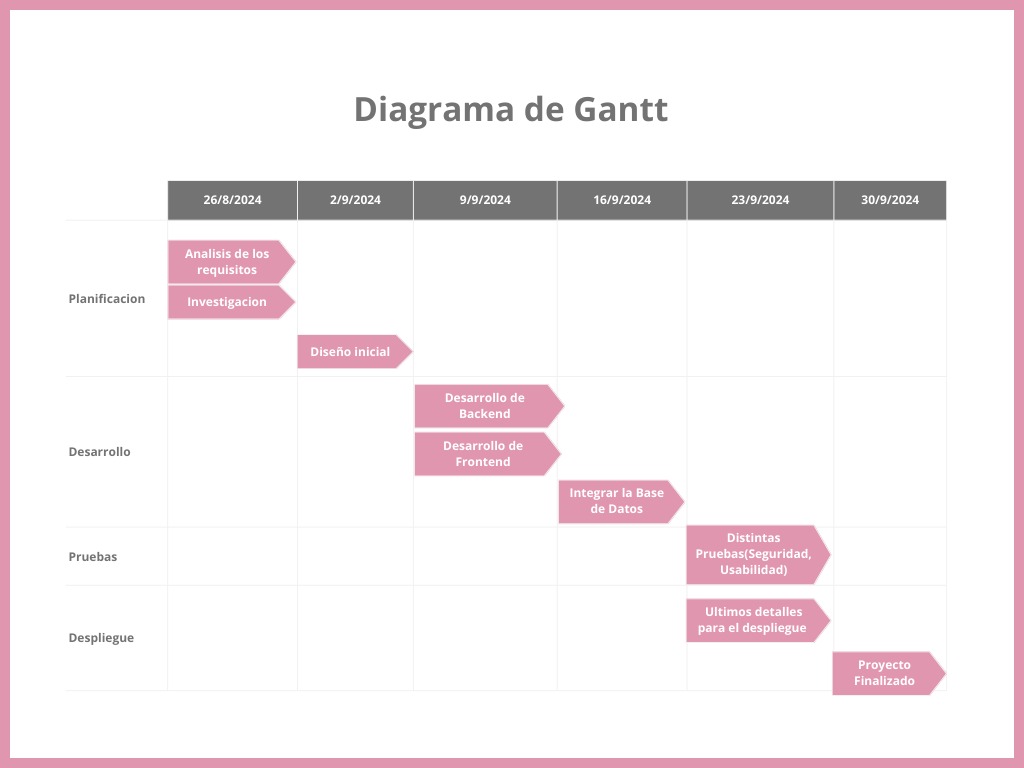 Diagrama de Gantt
26/8/2024
2/9/2024
9/9/2024
16/9/2024
23/9/2024
30/9/2024
Planificacion
Analisis de los
requisitos
Investigacion
Diseño inicial
Desarrollo
Desarrollo de
Backend
Desarrollo de
Frontend
Integrar la Base
de Datos
Pruebas
Distintas
Pruebas(Seguridad,
Usabilidad)
Despliegue
Ultimos detalles
para el despliegue
Proyecto
Finalizado